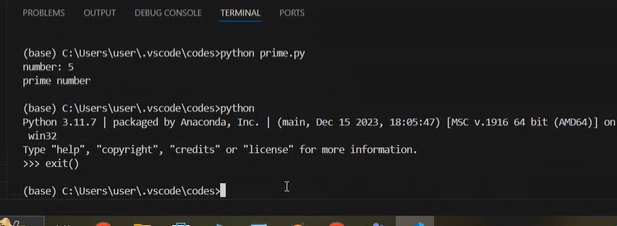 PROBLEMS OUTPUT DEBUG CONSOLE TERMINAL PORTS
(base) C:\Users\user\.vscode\codes>python prime.py
number: 5
prime number
(base) C:\Users\user\.vscode\codes>python
Python 3.11.7 | packaged by Anaconda, Inc. | (main, Dec 15 2023, 18:05:47) [MSC v.1916 64 bit (AMD64)] on
win32
Type "help", "copyright", "credits" or "license" for more information.
>>> exit()
(base) C:\Users\user\.vscode\codes>